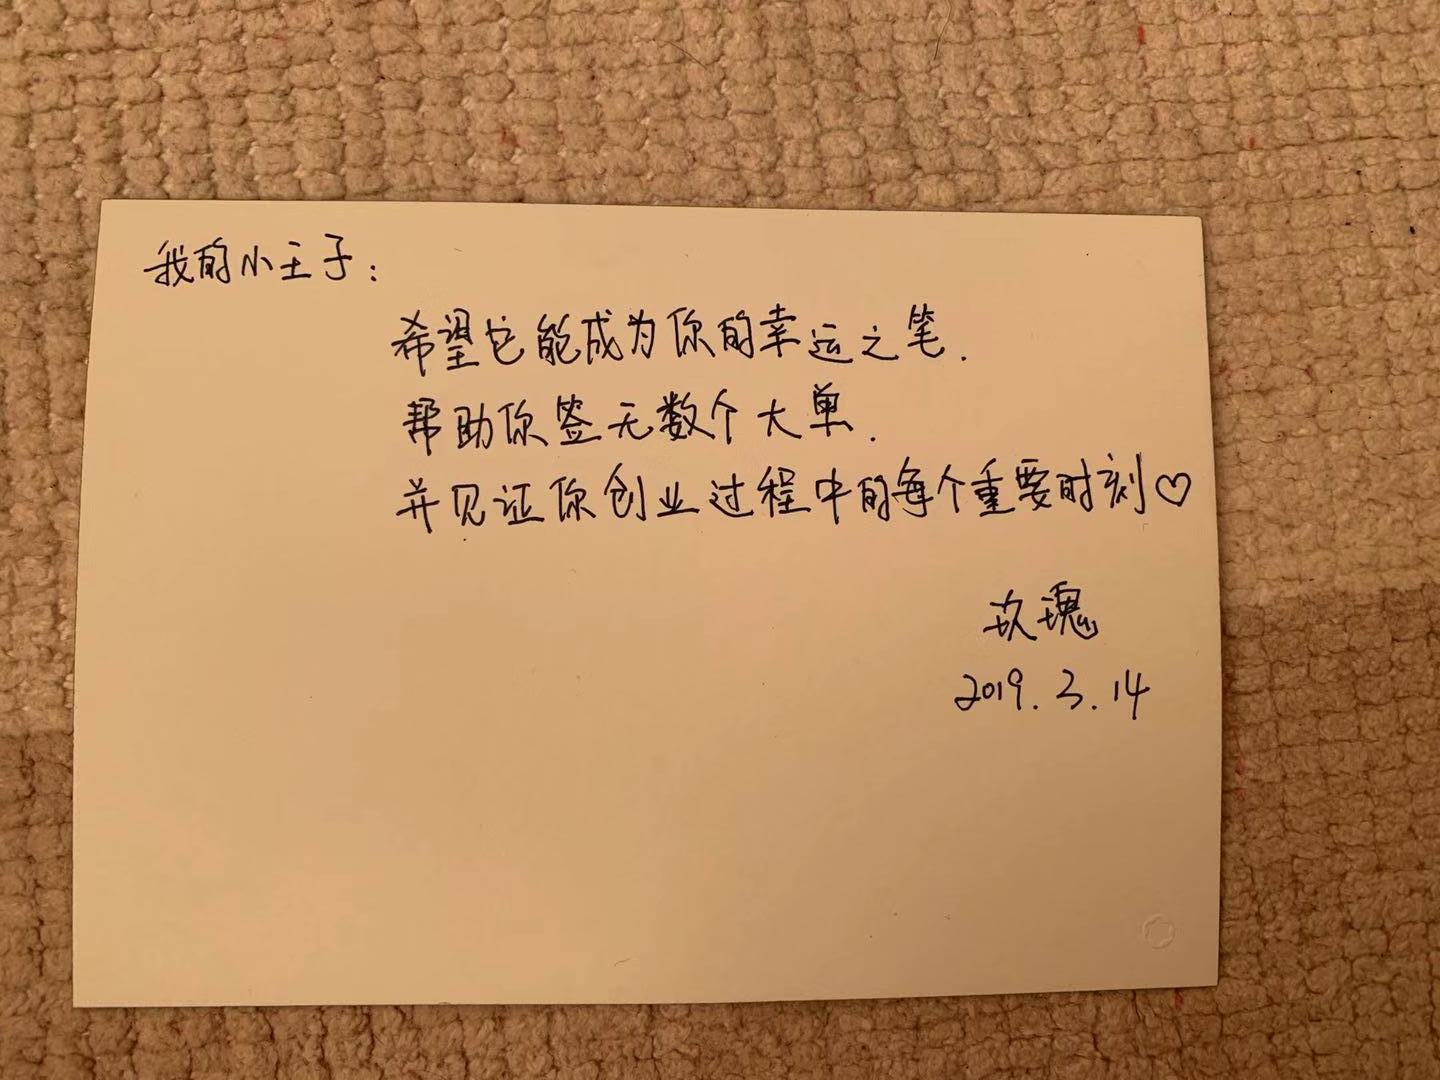 我的小王子：
希望它能成为你的幸运之笔.
帮助你签无数个大单.
并见证你创业过程中的每个重要时刻♡
玫瑰
2019.3.14